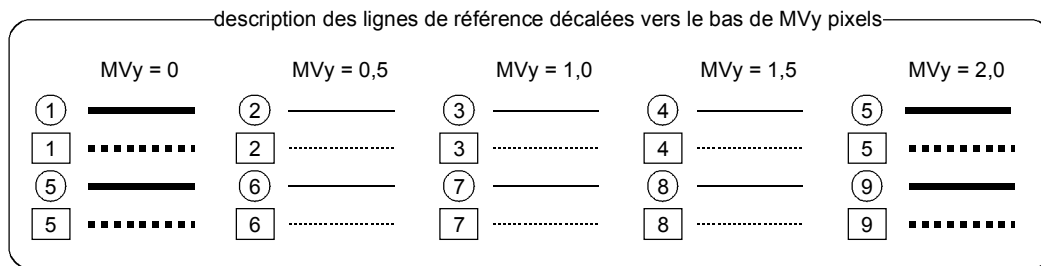 description des lignes de référence décalées vers le bas de MVy pixels
MVy = 0 MVy = 0,5 MVy = 1,0 MVy = 1,5 MVy = 2,0
1 2 3 4 5
1 2 3 4 5
5 6 7 8 9
5 6 7 8 9